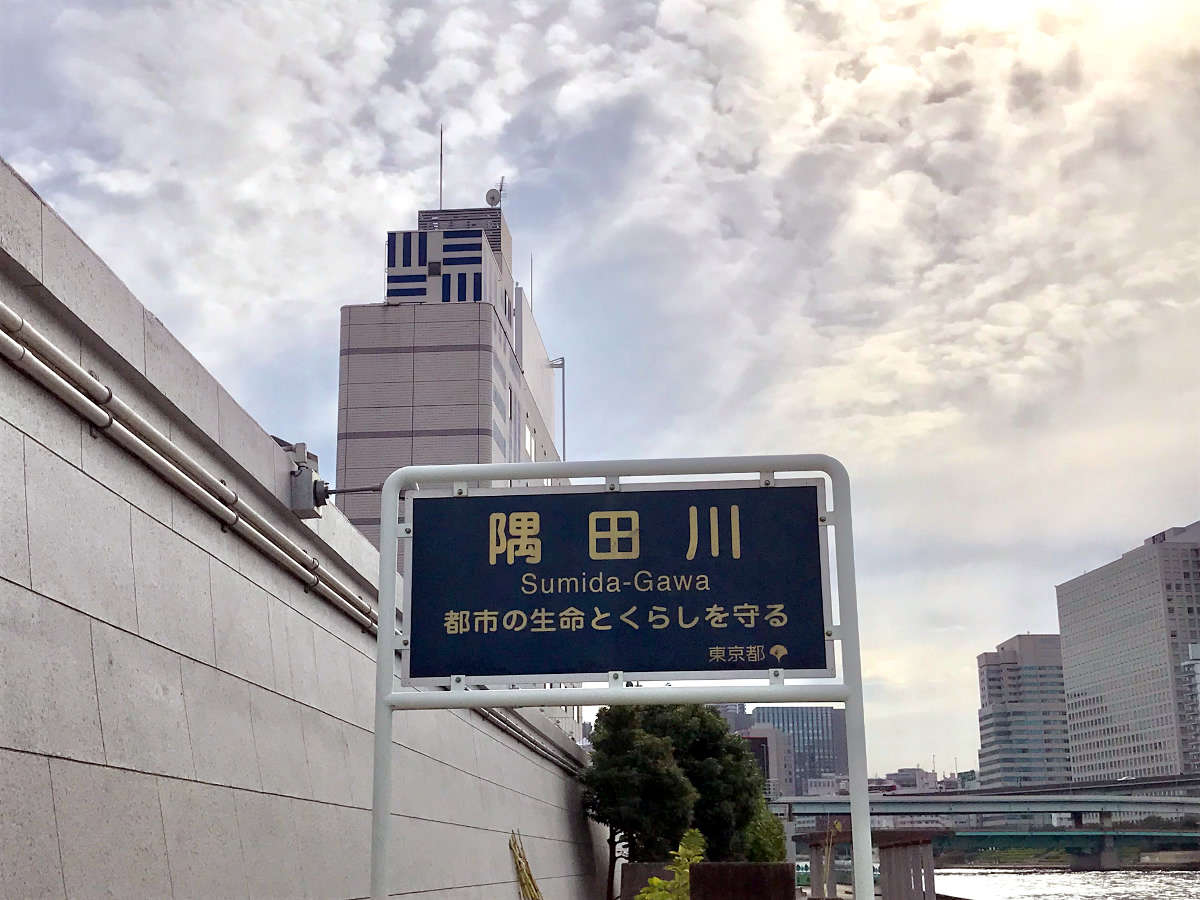 隅田川
Sumida-Gawa
都市の生命とくらしを守る
東京都